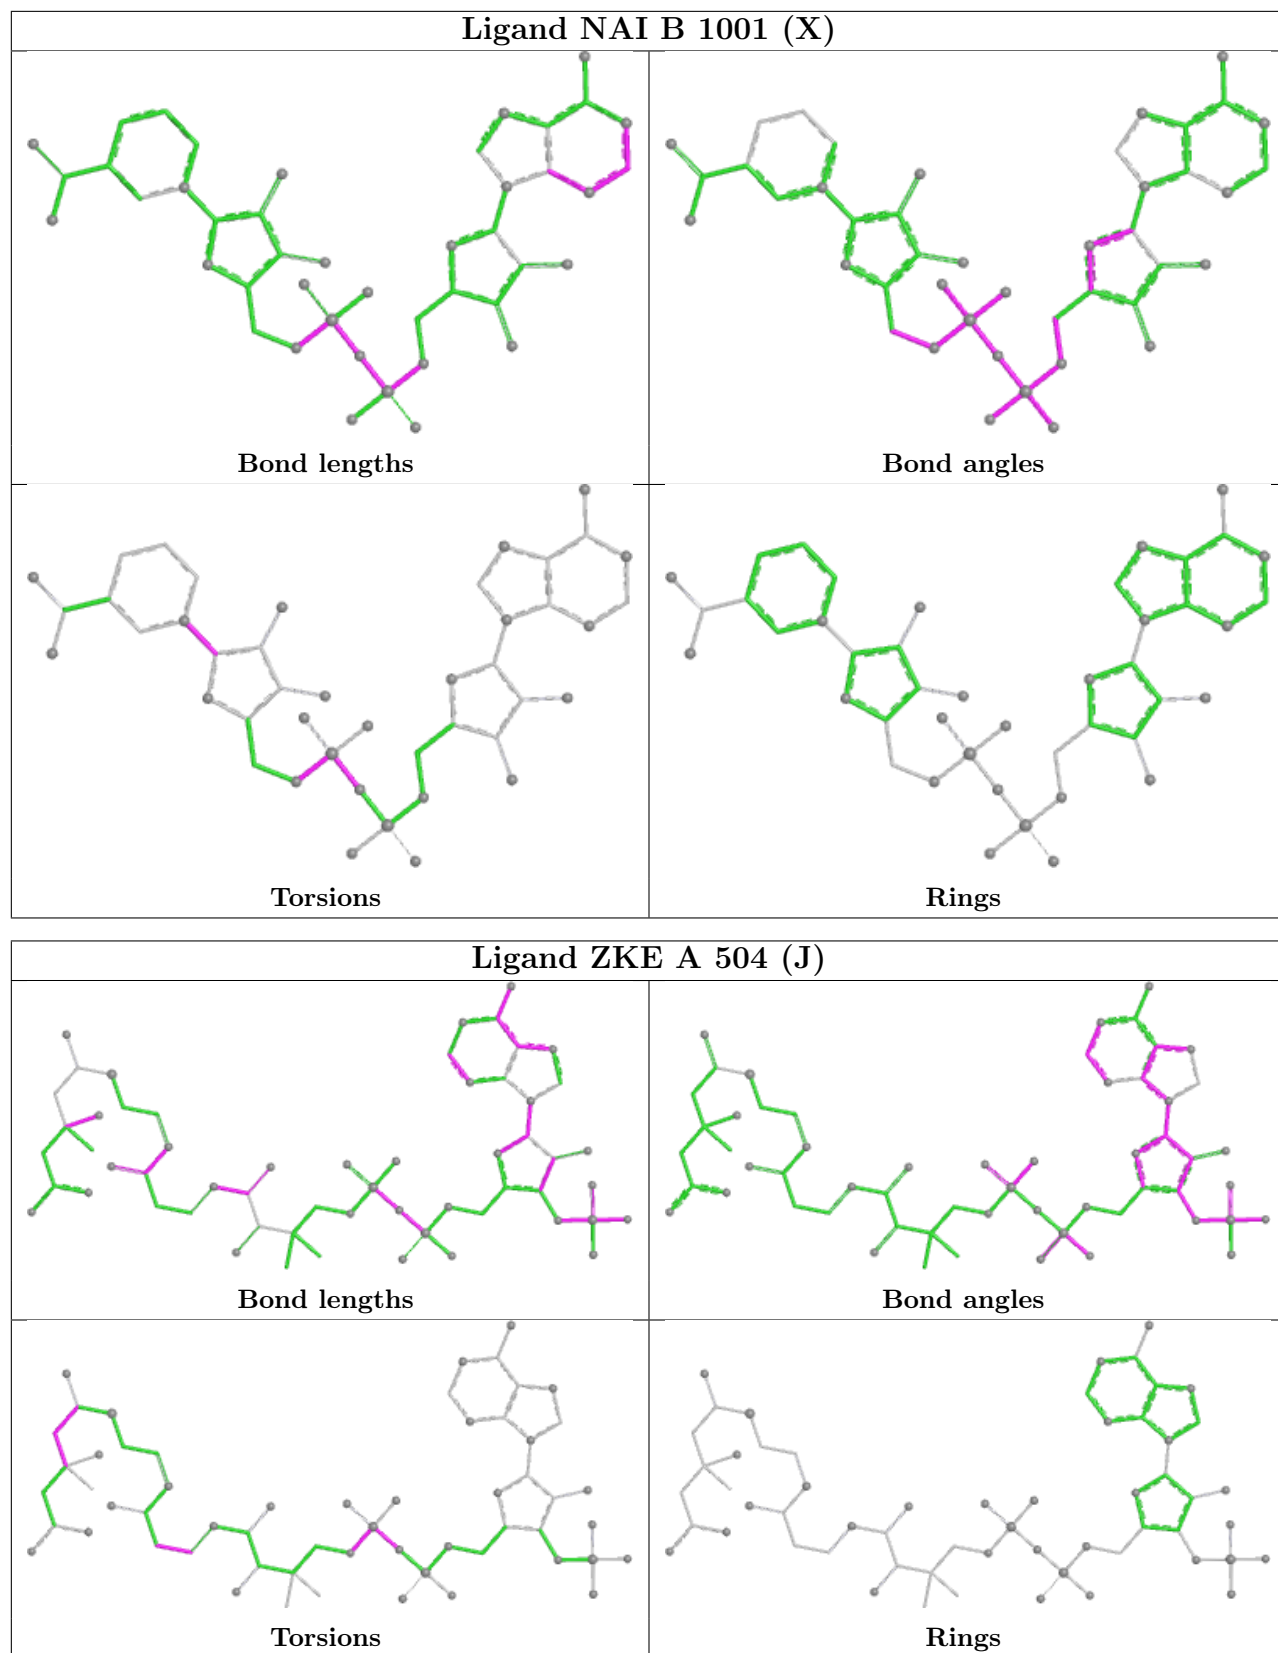 Ligand NAI B 1001 (X)
Bond lengths
Bond angles
Torsions
Rings
Ligand ZKE A 504 (J)
Bond lengths
Bond angles
Torsions
Rings